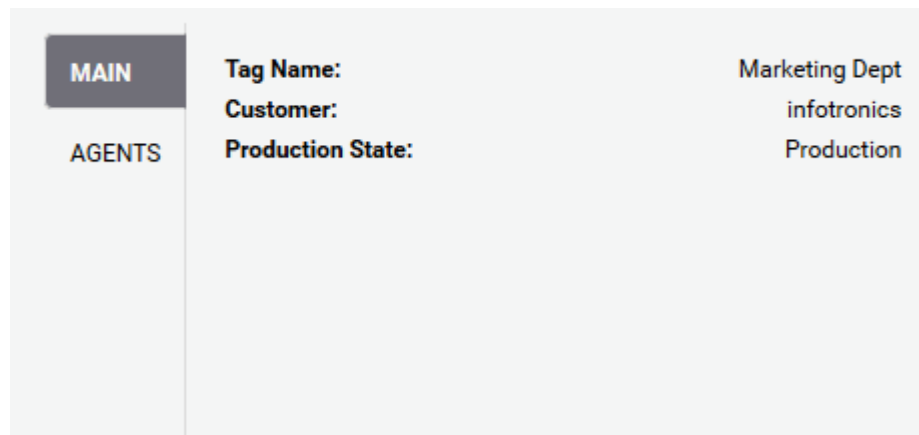 MAIN
AGENTS
Tag Name: Marketing Dept
Customer: infotronics
Production State: Production